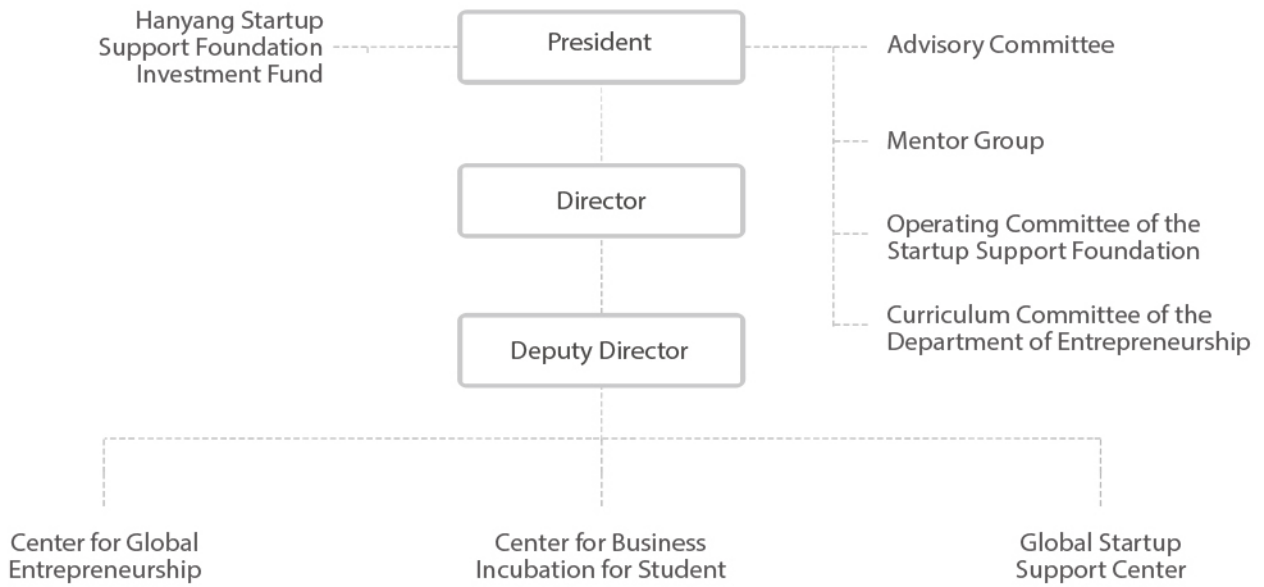 Hanyang Startup
Support Foundation
Investment Fund
President
Advisory Committee
Mentor Group
Director
Operating Committee of the
Startup Support Foundation
Deputy Director
Curriculum Committee of the
Department of Entrepreneurship
Center for Global
Entrepreneurship
Center for Business
Incubation for Student
Global Startup
Support Center